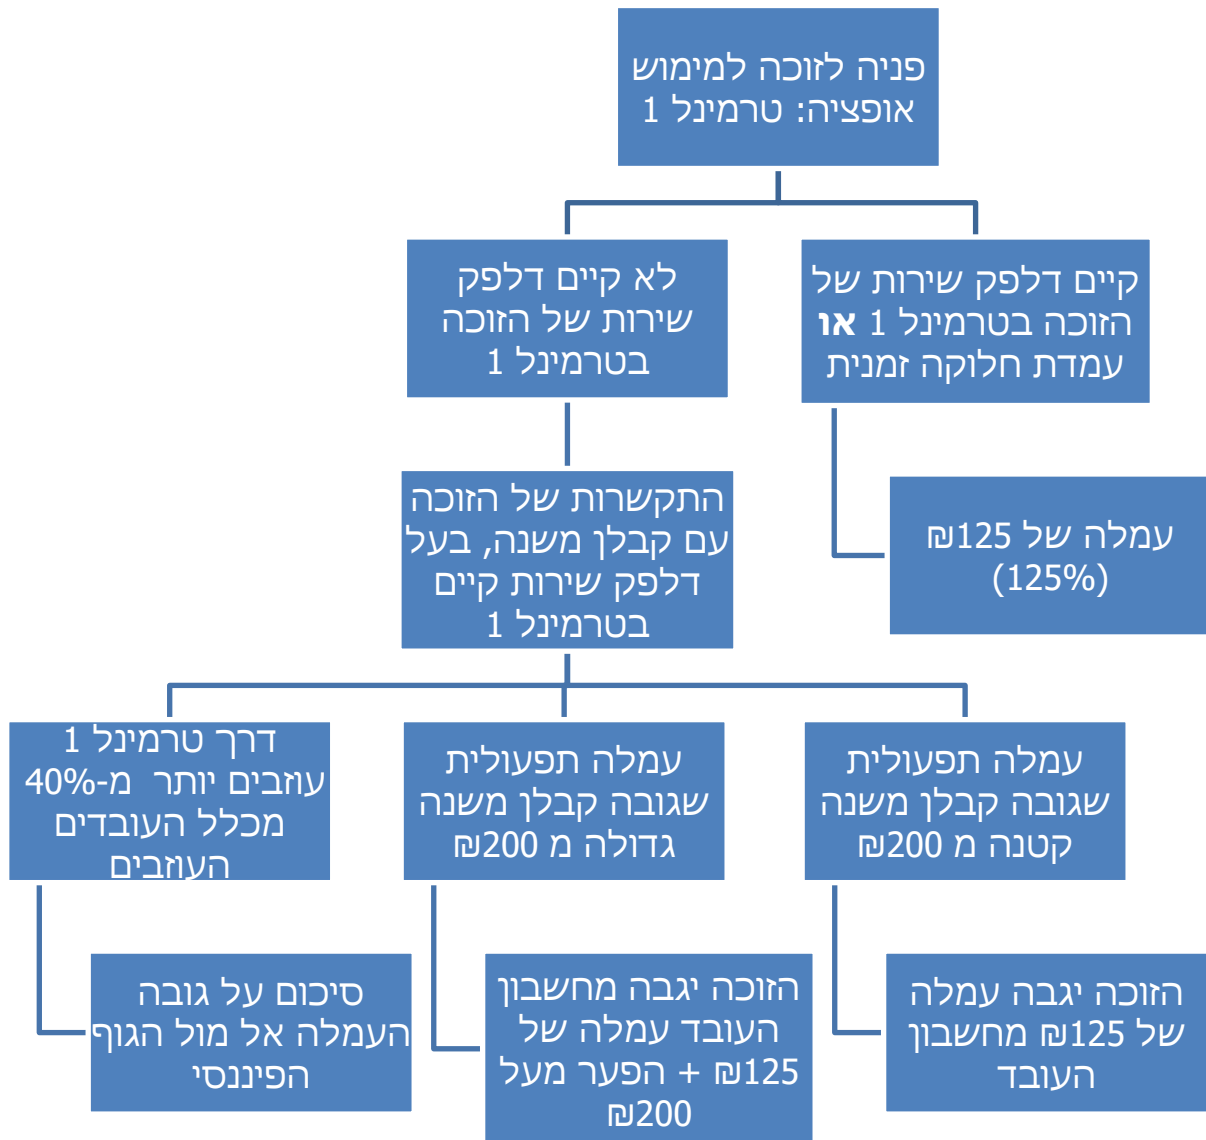 פניה לזוכה למימוש
אופציה: טרמינל 1
קיים דלפק שירות של
הזוכה בטרמינל 1 או
עמדת חלוקה זמנית
לא קיים דלפק
שירות של הזוכה
בטרמינל 1
עמלה של 125₪
(125%)
התקשרות של הזוכה
עם קבלן משנה, בעל
דלפק שירות קיים
בטרמינל 1
עמלה תפעולית
שגובה קבלן משנה
קטנה מ 200₪
עמלה תפעולית
שגובה קבלן משנה
גדולה מ 200₪
דרך טרמינל 1
עוזבים יותר מ-40%
מכלל העובדים
העוזבים
הזוכה יגבה עמלה
של 125₪ מחשבון
העובד
הזוכה יגבה מחשבון
העובד עמלה של
125₪ + הפער מעל
200₪
סיכום על גובה
העמלה אל מול הגוף
הפיננסי